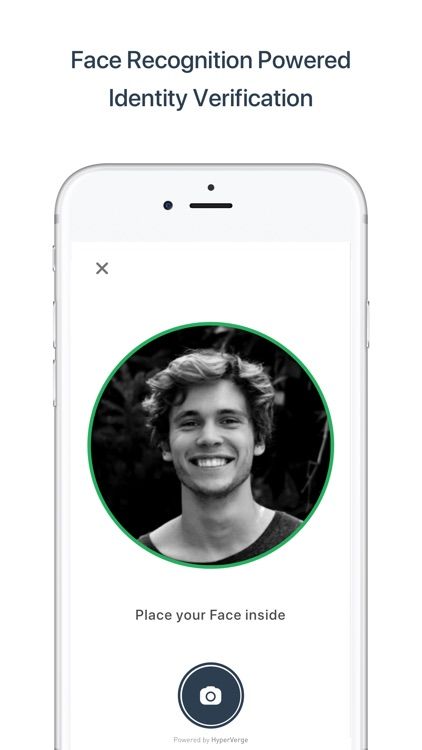 Face Recognition Powered
Identity Verification
Place your Face inside
Powered by HyperVerge